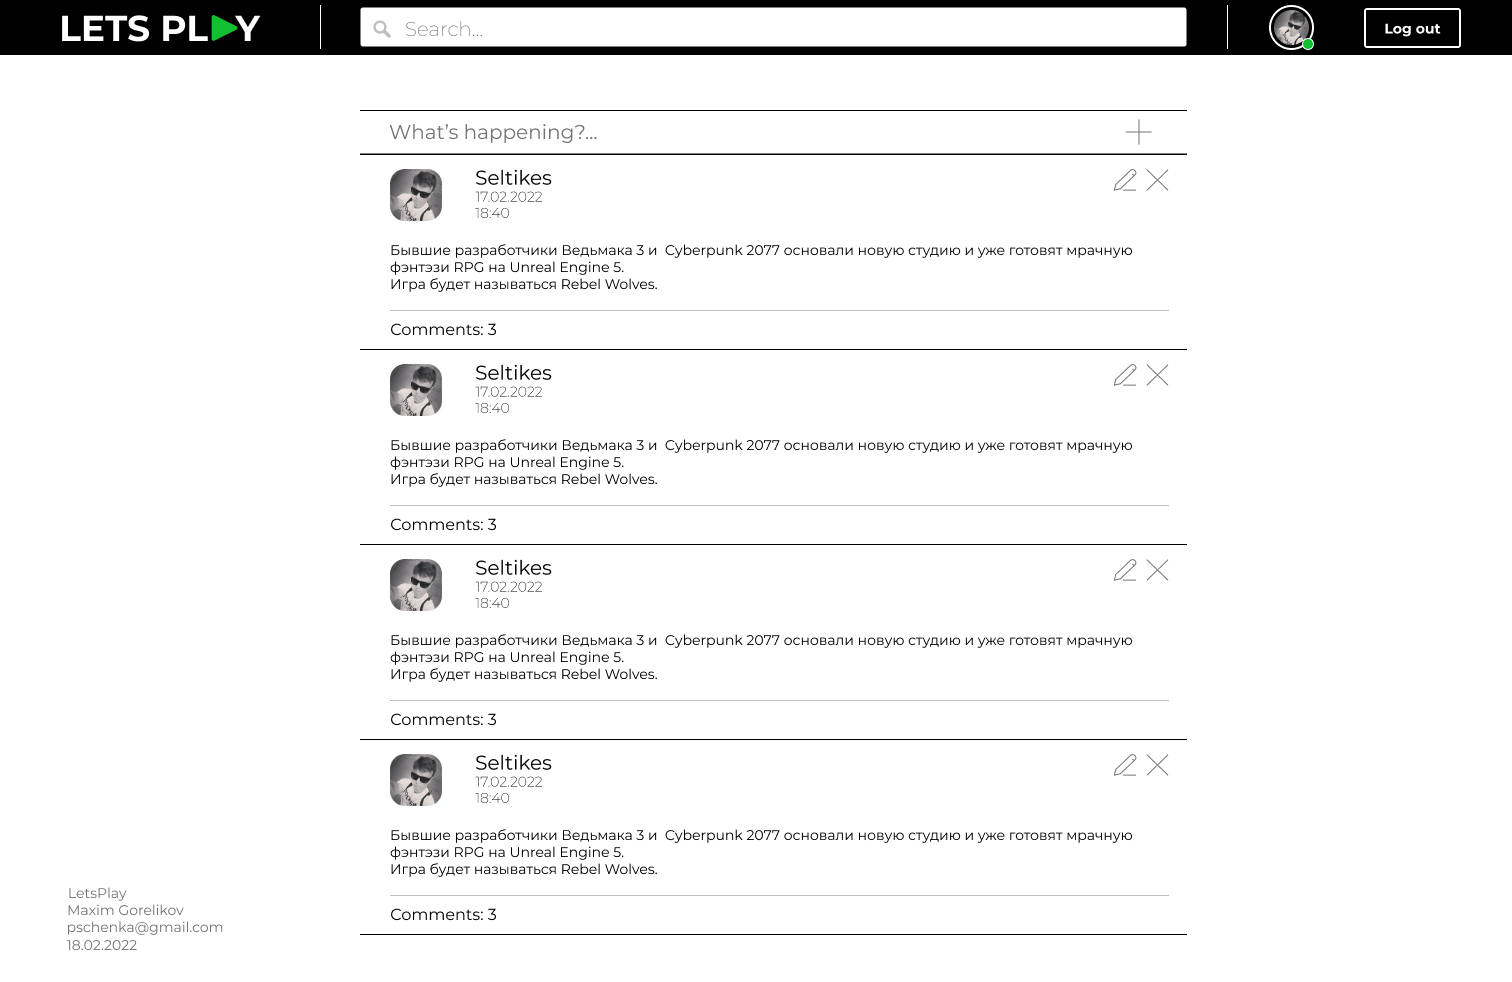 LETS PLAY
Search...
Log out
What's happening?...
Seltikes
17.02.2022
18:40
Бывшие разработчики Ведьмака 3 и  Cyberpunk 2077 основали новую студию и уже готовят мрачную
фэнтэзи RPG на Unreal Engine 5.
Игра будет называться Rebel Wolves.
Comments: 3
Seltikes
17.02.2022
18:40
Бывшие разработчики Ведьмака 3 и  Cyberpunk 2077 основали новую студию и уже готовят мрачную
фэнтэзи RPG на Unreal Engine 5.
Игра будет называться Rebel Wolves.
Comments: 3
Seltikes
17.02.2022
18:40
Бывшие разработчики Ведьмака 3 и  Cyberpunk 2077 основали новую студию и уже готовят мрачную
фэнтэзи RPG на Unreal Engine 5.
Игра будет называться Rebel Wolves.
Comments: 3
Seltikes
17.02.2022
18:40
Бывшие разработчики Ведьмака 3 и  Cyberpunk 2077 основали новую студию и уже готовят мрачную
фэнтэзи RPG на Unreal Engine 5.
Игра будет называться Rebel Wolves.
Comments: 3
LetsPlay
Maxim Gorelikov
pschenka@gmail.com
18.02.2022